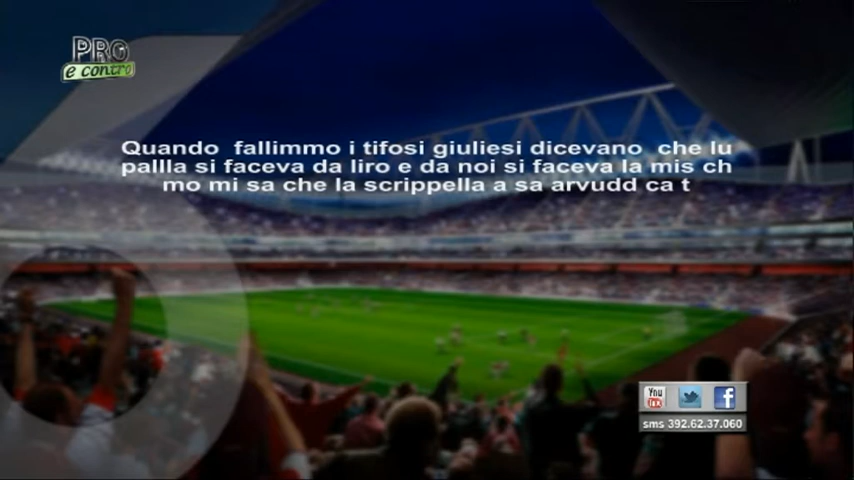 PRO
e contro
Quando fallimmo i tifosi giuliesi dicevano che lu
pallla si faceva da liro e da noi si faceva la mis ch
mo mi sa che la scrippella a sa arvudd ca t
You
sms 392.62.37.060